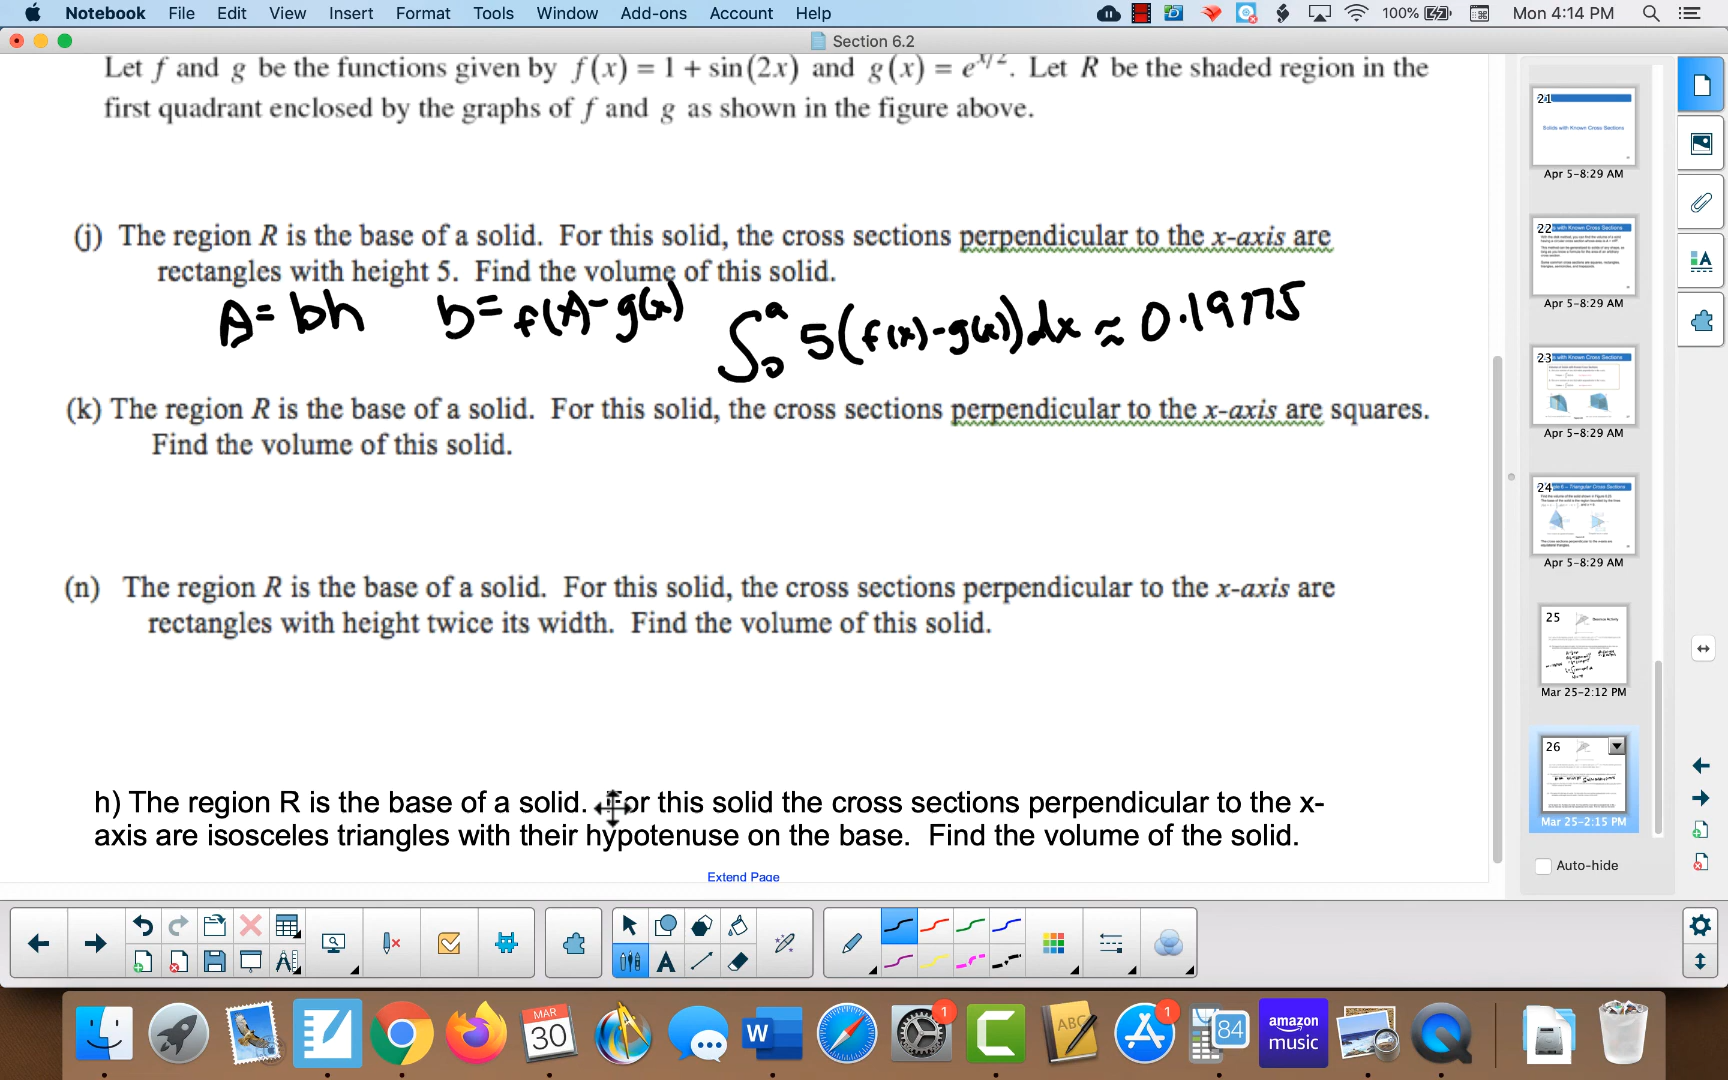 Notebook File Edit View Insert Format Tools Window Add-ons Account Help 100% Mon 4:14 PM
Section 6.2
Let f and g be the functions given by f(x) = 1 + sin(2x) and g(x) = e^{x/2}. Let R be the shaded region in the
first quadrant enclosed by the graphs of f and g as shown in the figure above.
(j) The region R is the base of a solid. For this solid, the cross sections perpendicular to the x-axis are
rectangles with height 5. Find the volume of this solid.
A = bh b = f(x) - g(x) ∫₀ᵃ 5(f(x)-g(x))dx ≈ 0.19775
(k) The region R is the base of a solid. For this solid, the cross sections perpendicular to the x-axis are squares.
Find the volume of this solid.
(n) The region R is the base of a solid. For this solid, the cross sections perpendicular to the x-axis are
rectangles with height twice its width. Find the volume of this solid.
h) The region R is the base of a solid. For this solid the cross sections perpendicular to the x-
axis are isosceles triangles with their hypotenuse on the base. Find the volume of the solid.
Extend Page
21
Solids with Known Cross Sections
Apr 5-8:29 AM
22
Apr 5-8:29 AM
23
Apr 5-8:29 AM
24
Apr 5-8:29 AM
25
Mar 25-2:12 PM
26
Mar 25-2:15 PM
Auto-hide
A
MAR
30
W
1
ABC
1
84
amazon
music